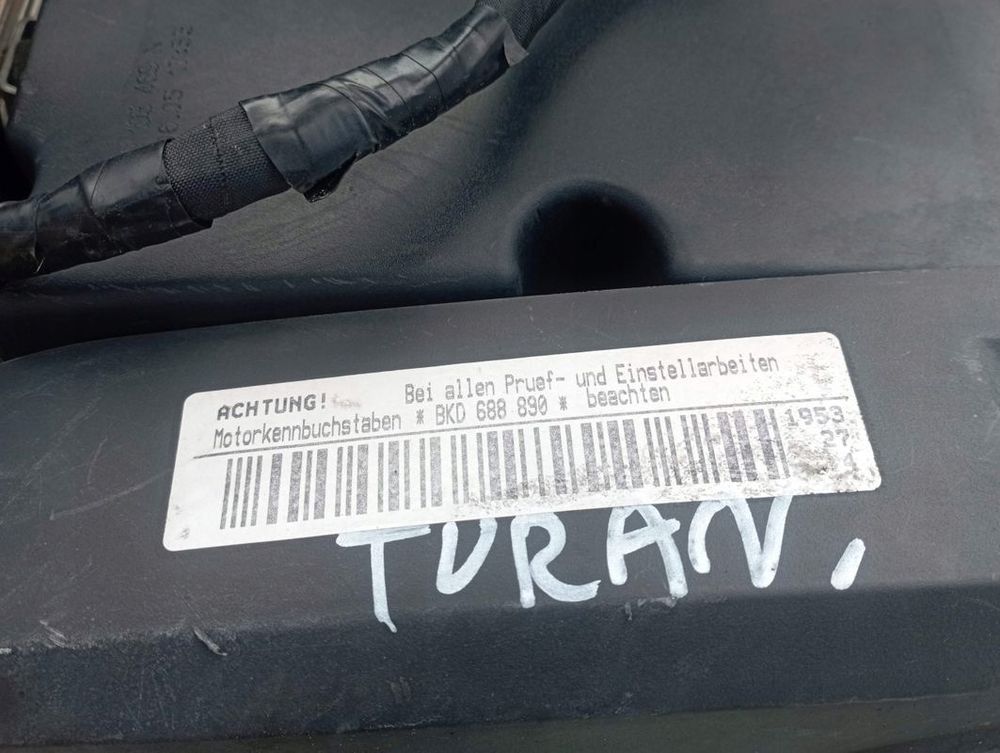 ACHTUNG! Bei allen Pruef- und Einstellarbeiten
Motorkennbuchstaben * BKD 688 890 * beachten
1953
27
TURAN,